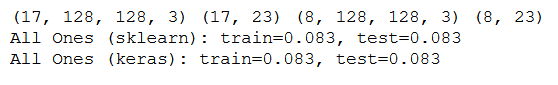 (17, 128, 128, 3) (17, 23) (8, 128, 128, 3) (8, 23)
All Ones (sklearn): train=0.083, test=0.083
All Ones (keras): train=0.083, test=0.083